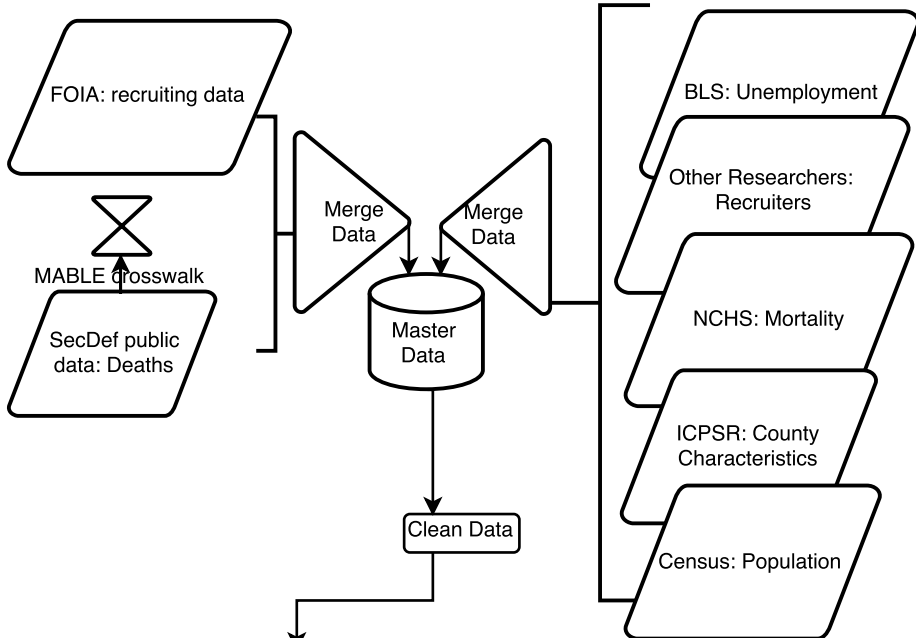 FOIA: recruiting data
MABLE crosswalk
SecDef public
data: Deaths
Merge
Data
Merge
Data
Master
Data
Clean Data
BLS: Unemployment
Other Researchers:
Recruiters
NCHS: Mortality
ICPSR: County
Characteristics
Census: Population